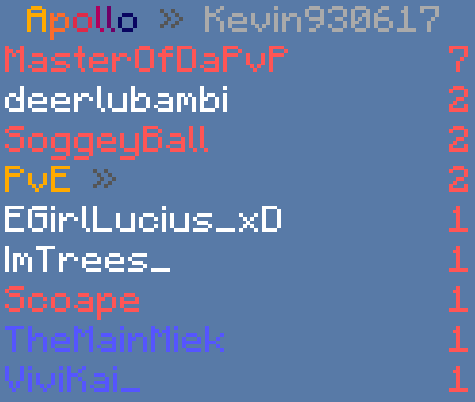 Apollo » Kevin930617
MasterOfDaPvP 7
deerlubambi 2
SoggeyBall 2
PvE » 2
EGirlLucius_xD 1
ImTrees_ 1
Scoape 1
TheMainMiek 1
ViviKai_ 1